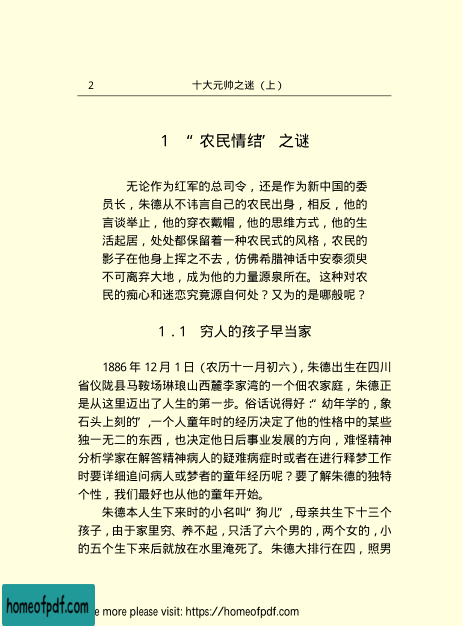 2 十大元帅之迷（上）
1 “农民情结”之谜
无论作为红军的总司令，还是作为新中国的委
员长，朱德从不讳言自己的农民出身，相反，他的
言谈举止，他的穿衣戴帽，他的思维方式，他的生
活起居，处处都保留着一种农民式的风格，农民的
影子在他身上挥之不去，仿佛希腊神话中安泰须臾
不可离弃大地，成为他的力量源泉所在。这种对农
民的痴心和迷恋究竟源自何处？又为的是哪般呢？
1．1 穷人的孩子早当家
1886年12月1日（农历十一月初六），朱德出生在四川
省仪陇县马鞍场琳琅山西麓李家湾的一个佃农家庭，朱德正
是从这里迈出了人生的第一步。俗话说得好：“幼年学的，象
石头上刻的”，一个人童年时的经历决定了他的性格中的某些
独一无二的东西，也决定他日后事业发展的方向，难怪精神
分析学家在解答精神病人的疑难病症时或者在进行释梦工作
时要详细追问病人或梦者的童年经历呢？要了解朱德的独特
个性，我们最好也从他的童年开始。
朱德本人生下来时的小名叫“狗儿”，母亲共生下十三个
孩子，由于家里穷、养不起，只活了六个男的，两个女的，小
的五个生下来后就放在水里淹死了。朱德大排行在四，照男
homeofpdf.com
e more please visit: https://homeofpdf.com